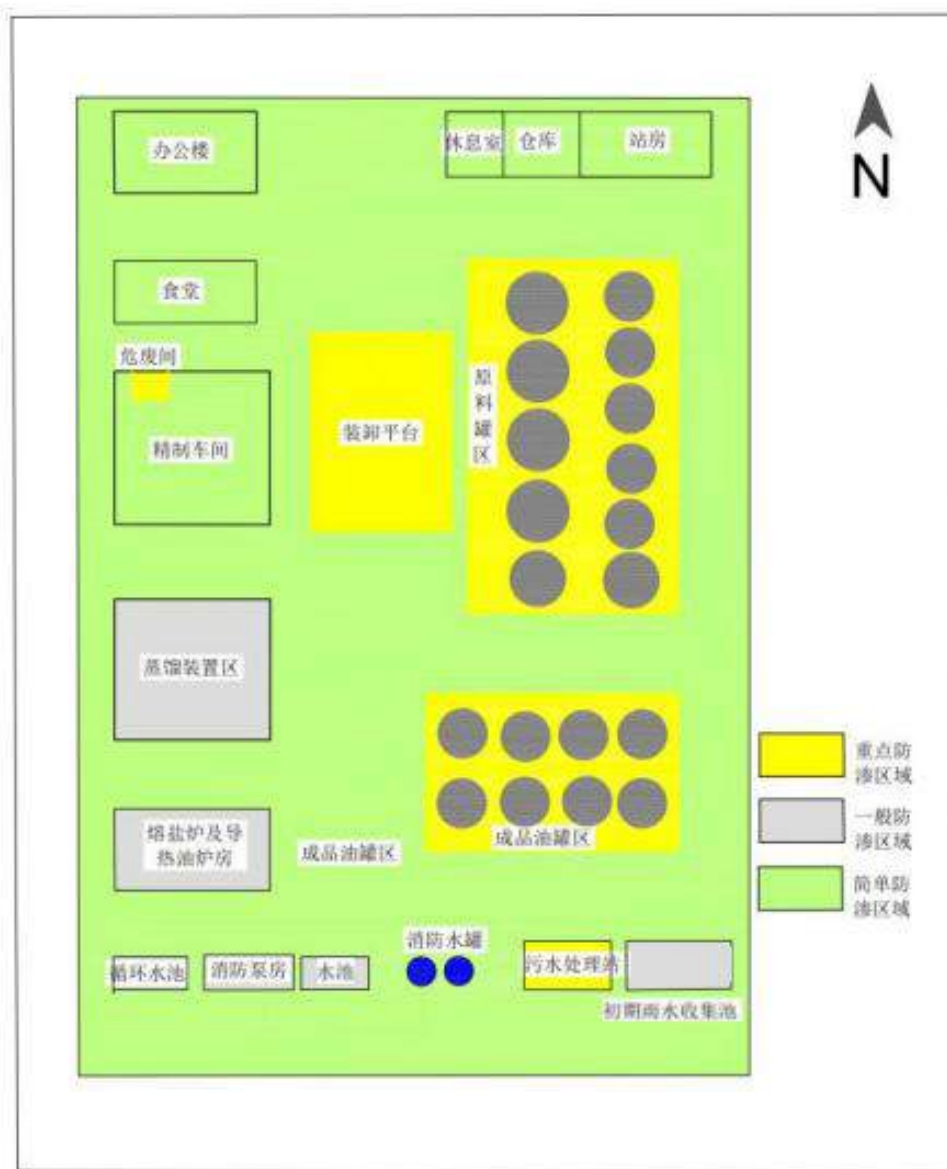 办公楼
休息室
仓库
站房
N
食堂
危废间
精制车间
装卸平台
原
料
罐
区
蒸馏装置区
熔盐炉及导
热油炉房
成品油罐区
成品油罐区
重点防
渗区域
一般防
渗区域
简单防
渗区域
循环水池
消防泵房
水池
消防水罐
污水处理站
初期雨水收集池